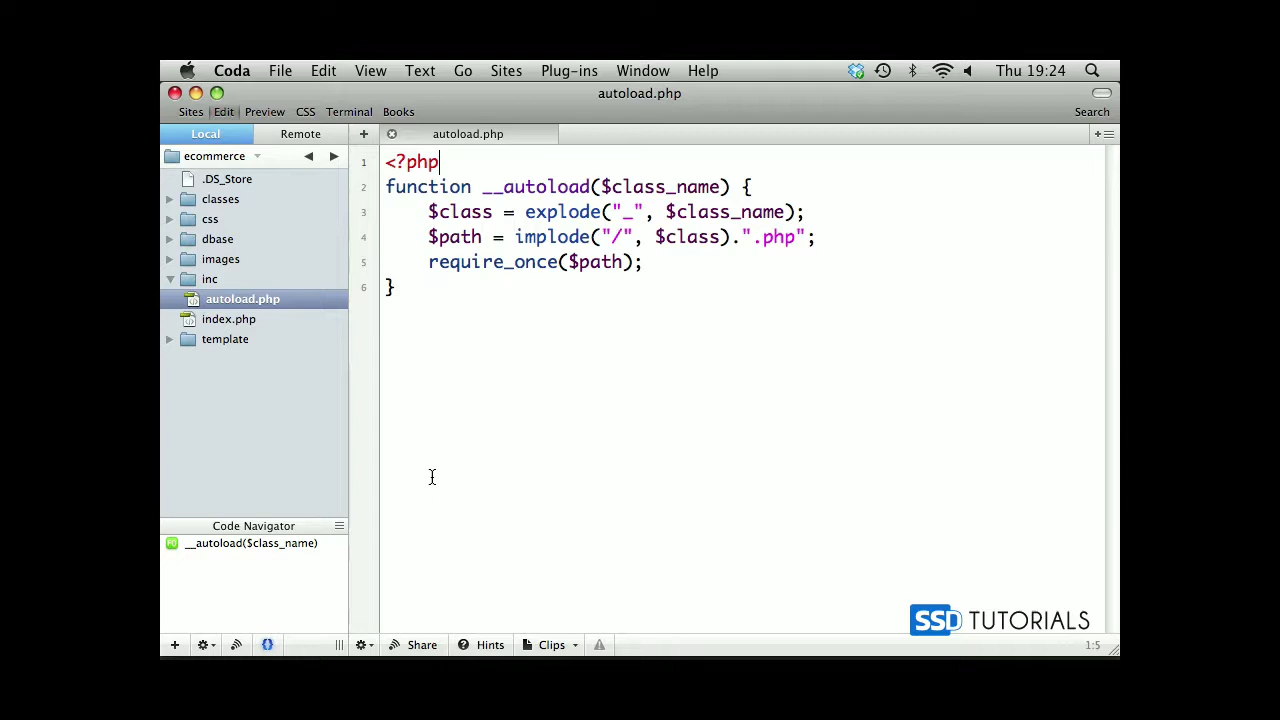 Coda File Edit View Text Go Sites Plug-ins Window Help Thu 19:24
autoload.php
Sites Edit Preview CSS Terminal Books Search
Local Remote + autoload.php
ecommerce
.DS_Store
classes
css
dbase
images
inc
autoload.php
index.php
template
1 <?php
2 function __autoload($class_name) {
3 $class = explode("_", $class_name);
4 $path = implode("/", $class).".php";
5 require_once($path);
6 }
Code Navigator
__autoload($class_name)
SSD TUTORIALS
Share Hints Clips 1:5